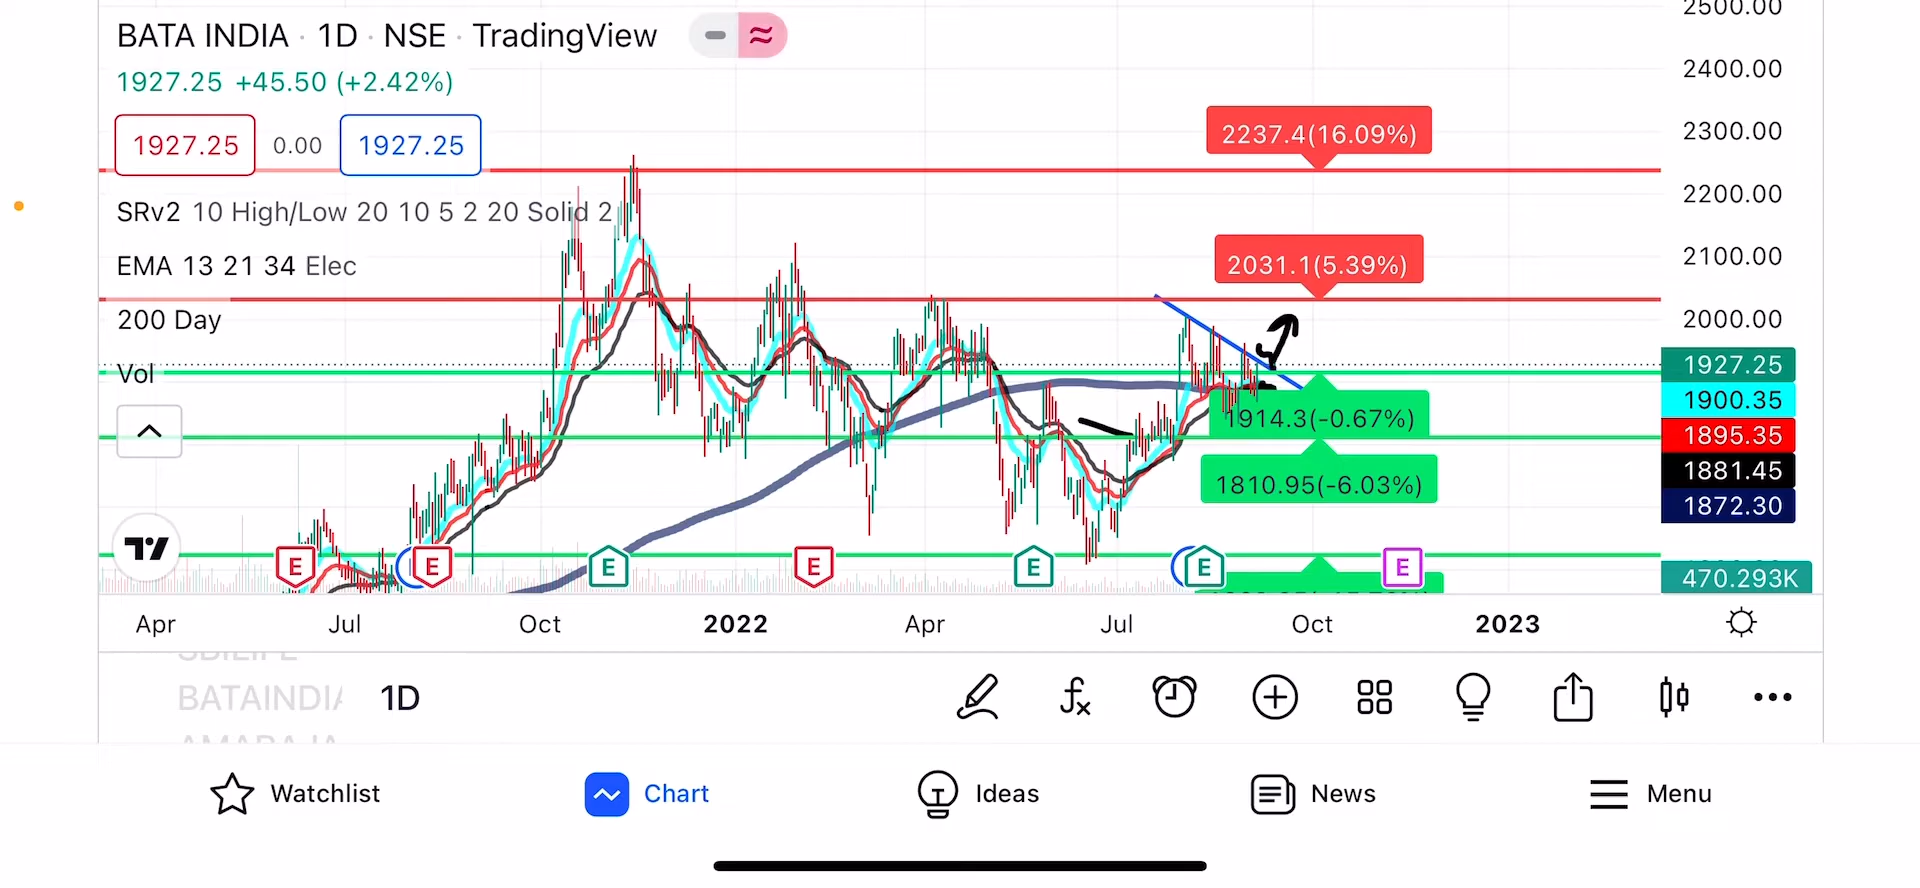 2500.00
BATA INDIA · 1D · NSE · TradingView
2400.00
1927.25 +45.50 (+2.42%)
2300.00
2237.4(16.09%)
1927.25 0.00 1927.25
2200.00
SRv2 10 High/Low 20 10 5 2 20 Solid 2
2100.00
EMA 13 21 34 Elec
2031.1(5.39%)
200 Day
2000.00
Vol
1927.25
1900.35
1914.3(-0.67%)
1895.35
1881.45
1810.95(-6.03%)
1872.30
E E E E E E E
470.293K
Apr Jul Oct 2022 Apr Jul Oct 2023
SBILIFE
BATAINDIA 1D
Watchlist Chart Ideas News Menu